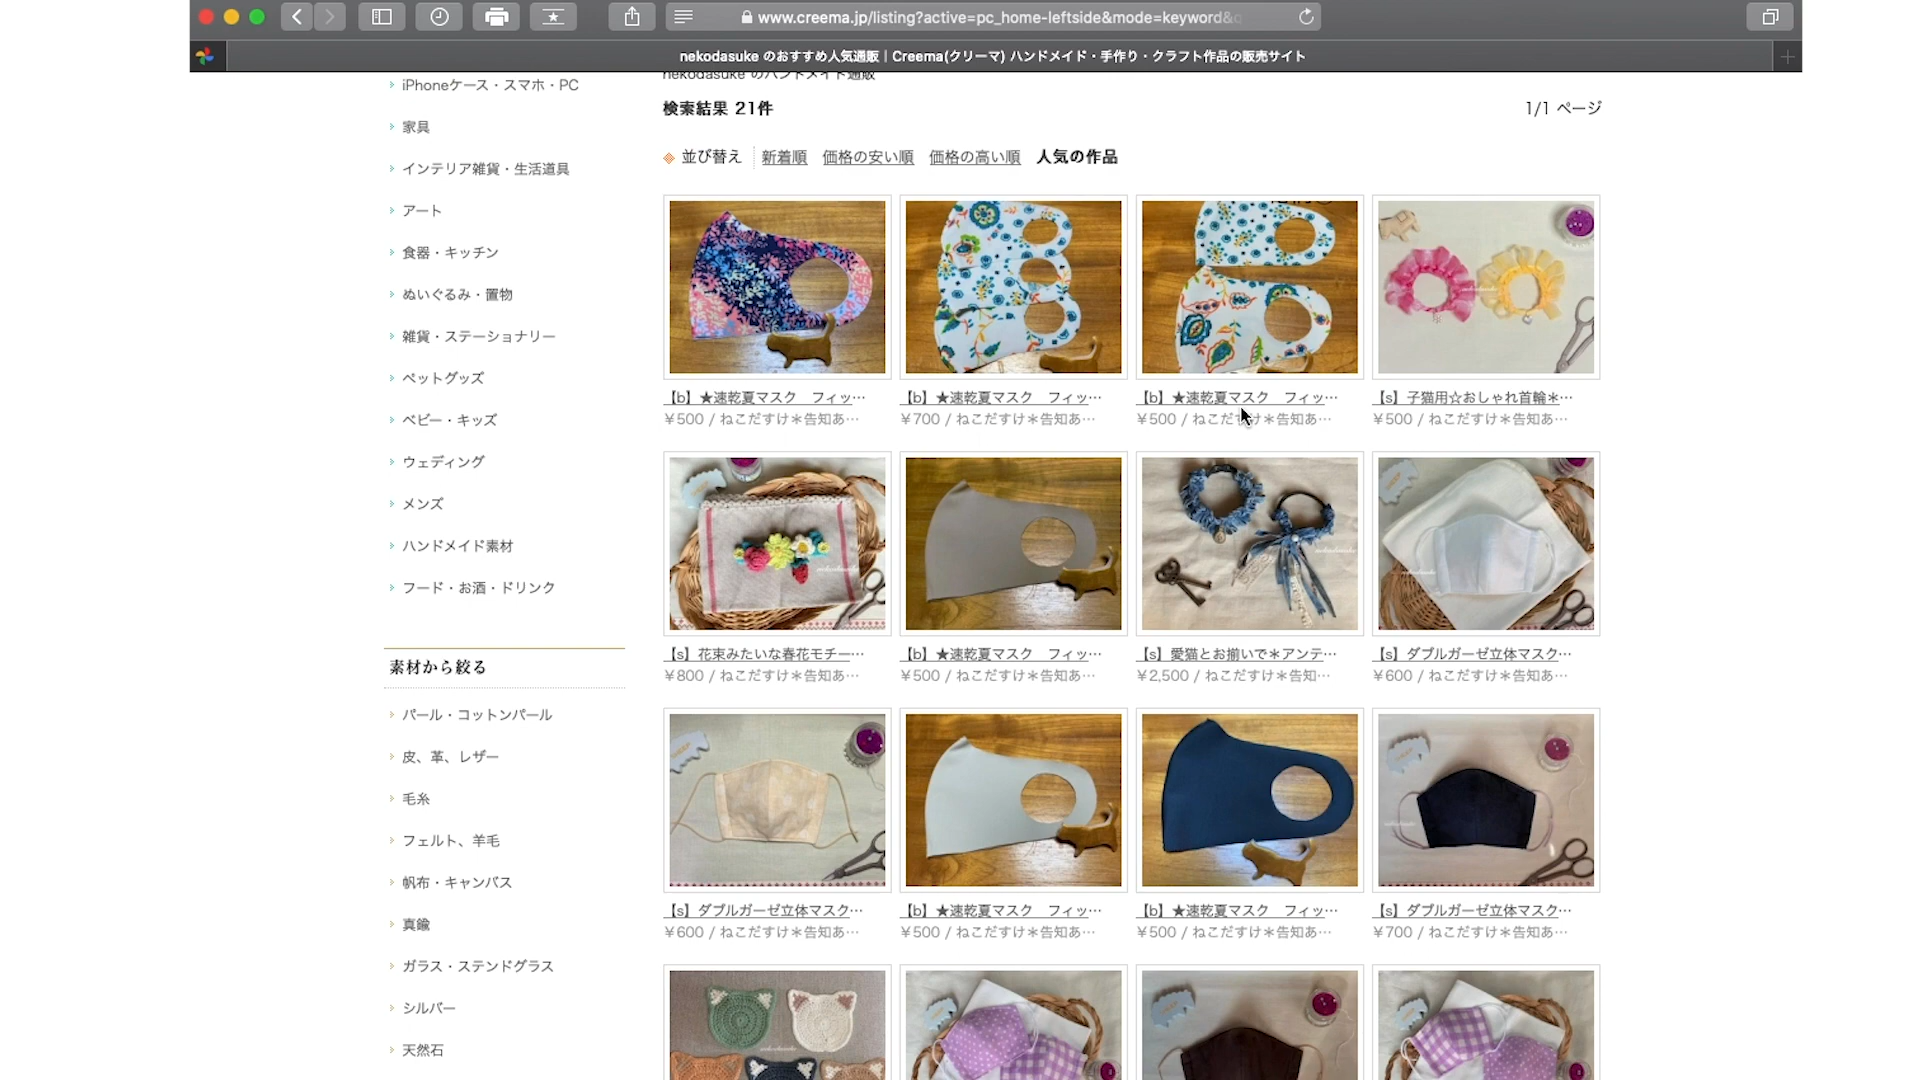 www.creema.jp/listing?active=pc_home-leftside&mode=keyword&
nekodasuke のおすすめ人気通販｜Creema(クリーマ) ハンドメイド・手作り・クラフト作品の販売サイト
nekodasuke のハンドメイド通販
iPhoneケース・スマホ・PC
家具
インテリア雑貨・生活道具
アート
食器・キッチン
ぬいぐるみ・置物
雑貨・ステーショナリー
ペットグッズ
ベビー・キッズ
ウェディング
メンズ
ハンドメイド素材
フード・お酒・ドリンク
素材から絞る
パール・コットンパール
皮、革、レザー
毛糸
フェルト、羊毛
帆布・キャンバス
真鍮
ガラス・ステンドグラス
シルバー
天然石
検索結果 21件
1/1 ページ
並び替え 新着順 価格の安い順 価格の高い順 人気の作品
【b】★速乾夏マスク　フィッ…
¥500 / ねこだすけ＊告知あ…
【b】★速乾夏マスク　フィッ…
¥700 / ねこだすけ＊告知あ…
【b】★速乾夏マスク　フィッ…
¥500 / ねこだすけ＊告知あ…
【s】子猫用☆おしゃれ首輪＊…
¥500 / ねこだすけ＊告知あ…
【s】花束みたいな春花モチー…
¥800 / ねこだすけ＊告知あ…
【b】★速乾夏マスク　フィッ…
¥500 / ねこだすけ＊告知あ…
【s】愛猫とお揃いで＊アンテ…
¥2,500 / ねこだすけ＊告知…
【s】ダブルガーゼ立体マスク…
¥600 / ねこだすけ＊告知あ…
【s】ダブルガーゼ立体マスク…
¥600 / ねこだすけ＊告知あ…
【b】★速乾夏マスク　フィッ…
¥500 / ねこだすけ＊告知あ…
【b】★速乾夏マスク　フィッ…
¥500 / ねこだすけ＊告知あ…
【s】ダブルガーゼ立体マスク…
¥700 / ねこだすけ＊告知あ…